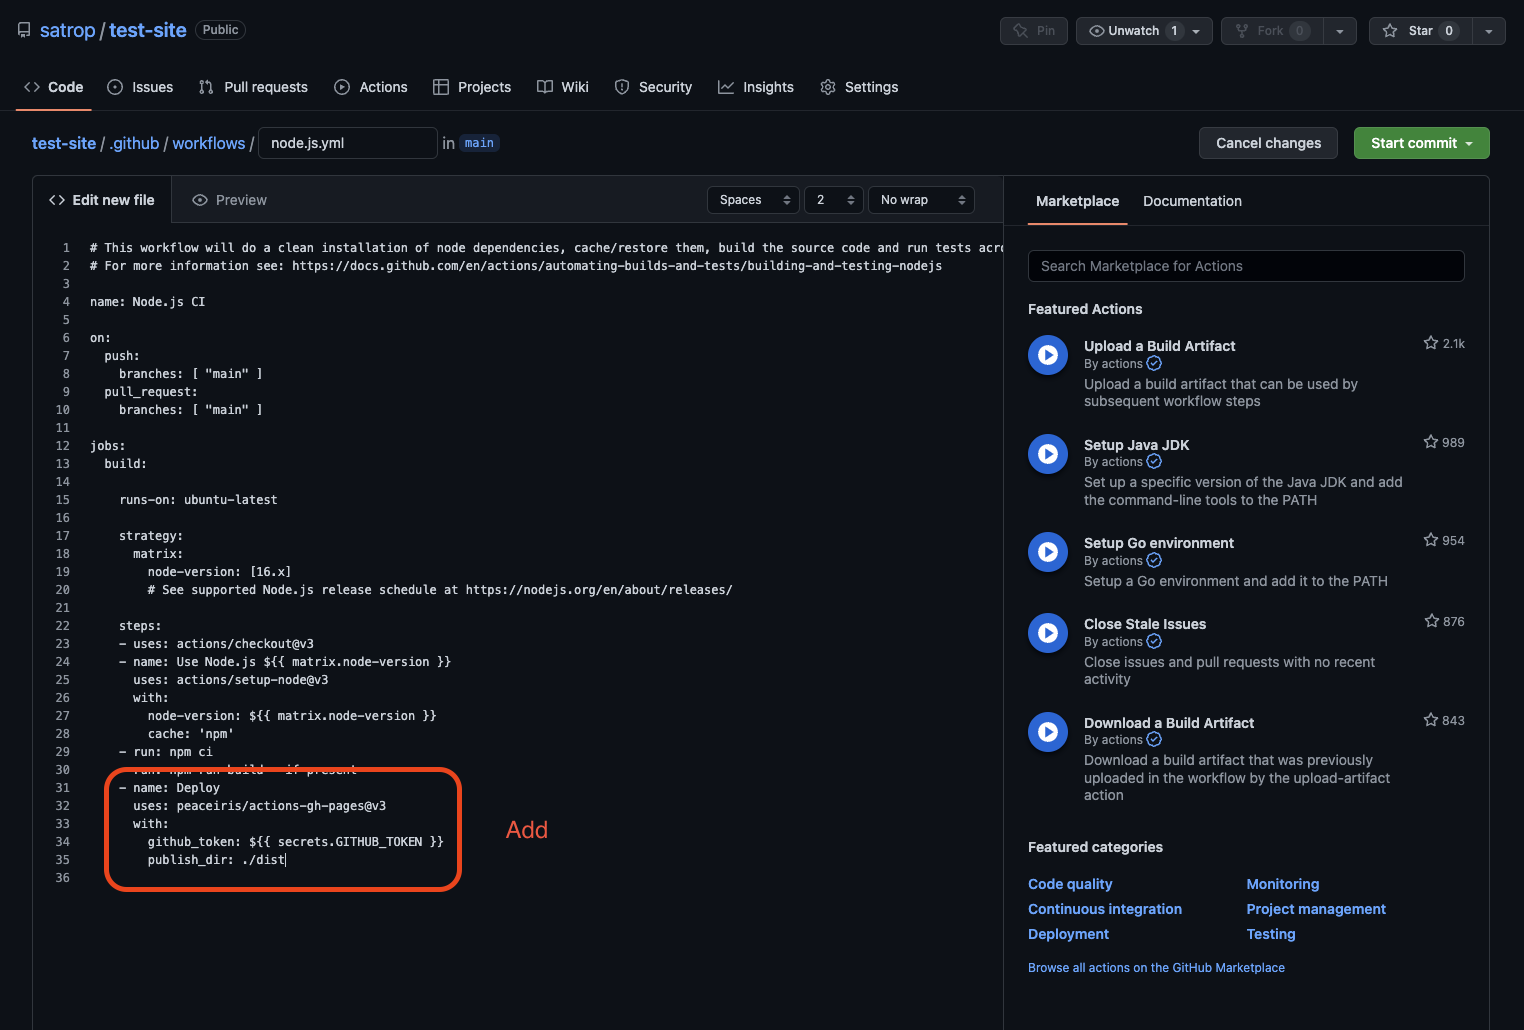 satrop / test-site Public
Pin
Unwatch 1
Fork 0
Star 0
Code
Issues
Pull requests
Actions
Projects
Wiki
Security
Insights
Settings
test-site / .github / workflows / node.js.yml in main
Cancel changes
Start commit
Edit new file
Preview
Spaces
2
No wrap
1 # This workflow will do a clean installation of node dependencies, cache/restore them, build the source code and run tests acro
2 # For more information see: https://docs.github.com/en/actions/automating-builds-and-tests/building-and-testing-nodejs
3
4 name: Node.js CI
5
6 on:
7   push:
8     branches: [ "main" ]
9   pull_request:
10     branches: [ "main" ]
11
12 jobs:
13   build:
14
15     runs-on: ubuntu-latest
16
17     strategy:
18       matrix:
19         node-version: [16.x]
20         # See supported Node.js release schedule at https://nodejs.org/en/about/releases/
21
22     steps:
23     - uses: actions/checkout@v3
24     - name: Use Node.js ${{ matrix.node-version }}
25       uses: actions/setup-node@v3
26       with:
27         node-version: ${{ matrix.node-version }}
28         cache: 'npm'
29     - run: npm ci
30     - run: npm run build --if-present
31     - name: Deploy
32       uses: peaceiris/actions-gh-pages@v3
33       with:
34         github_token: ${{ secrets.GITHUB_TOKEN }}
35         publish_dir: ./dist
36
Add
Marketplace
Documentation
Search Marketplace for Actions
Featured Actions
Upload a Build Artifact 2.1k
By actions
Upload a build artifact that can be used by
subsequent workflow steps
Setup Java JDK 989
By actions
Set up a specific version of the Java JDK and add
the command-line tools to the PATH
Setup Go environment 954
By actions
Setup a Go environment and add it to the PATH
Close Stale Issues 876
By actions
Close issues and pull requests with no recent
activity
Download a Build Artifact 843
By actions
Download a build artifact that was previously
uploaded in the workflow by the upload-artifact
action
Featured categories
Code quality
Monitoring
Continuous integration
Project management
Deployment
Testing
Browse all actions on the GitHub Marketplace